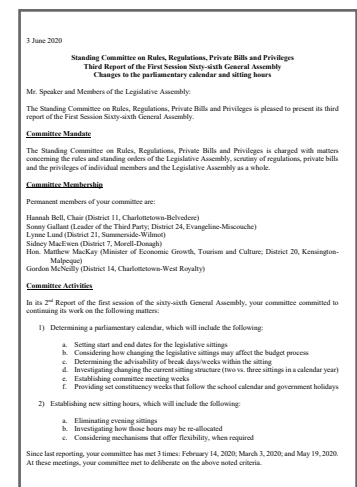 3 June 2020
Standing Committee on Rules, Regulations, Private Bills and Privileges
Third Report of the First Session Sixty-sixth General Assembly
Changes to the parliamentary calendar and sitting hours
Mr. Speaker and Members of the Legislative Assembly:
The Standing Committee on Rules, Regulations, Private Bills and Privileges is pleased to present its third
report of the First Session Sixty-sixth General Assembly.
Committee Mandate
The Standing Committee on Rules, Regulations, Private Bills and Privileges is charged with matters
concerning the rules and standing orders of the Legislative Assembly, scrutiny of regulations, private bills
and the privileges of individual members and the Legislative Assembly as a whole.
Committee Membership
Permanent members of your committee are:
Hannah Bell, Chair (District 11, Charlottetown-Belvedere)
Sonny Gallant (Leader of the Third Party; District 24, Evangeline-Miscouche)
Lynne Lund (District 21, Summerside-Wilmot)
Sidney MacEwen (District 7, Morell-Donagh)
Hon. Matthew MacKay (Minister of Economic Growth, Tourism and Culture; District 20, Kensington-
Malpeque)
Gordon McNeilly (District 14, Charlottetown-West Royalty)
Committee Activities
In its 2nd Report of the first session of the sixty-sixth General Assembly, your committee committed to
continuing its work on the following matters:
1) Determining a parliamentary calendar, which will include the following:
a. Setting start and end dates for the legislative sittings
b. Considering how changing the legislative sittings may affect the budget process
c. Determining the advisability of break days/weeks within the sitting
d. Investigating changing the current sitting structure (two vs. three sittings in a calendar year)
e. Establishing committee meeting weeks
f. Providing set constituency weeks that follow the school calendar and government holidays
2) Establishing new sitting hours, which will include the following:
a. Eliminating evening sittings
b. Investigating how those hours may be re-allocated
c. Considering mechanisms that offer flexibility, when required
Since last reporting, your committee has met 3 times: February 14, 2020; March 3, 2020; and May 19, 2020.
At these meetings, your committee met to deliberate on the above noted criteria.